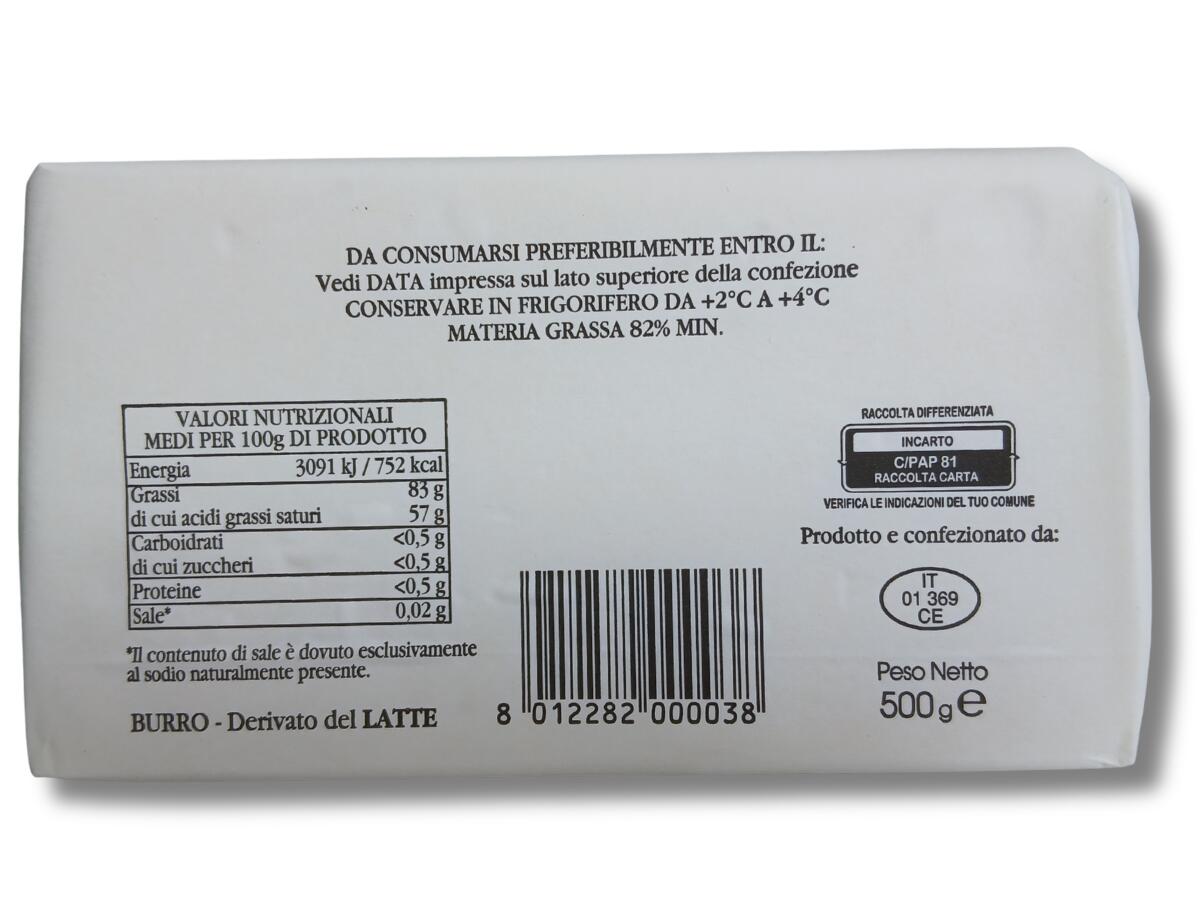 DA CONSUMARSI PREFERIBILMENTE ENTRO IL:
Vedi DATA impressa sul lato superiore della confezione
CONSERVARE IN FRIGORIFERO DA +2°C A +4°C
MATERIA GRASSA 82% MIN.
VALORI NUTRIZIONALI
MEDI PER 100g DI PRODOTTO
Energia 3091 kJ / 752 kcal
Grassi 83 g
di cui acidi grassi saturi 57 g
Carboidrati <0,5 g
di cui zuccheri <0,5 g
Proteine <0,5 g
Sale* 0,02 g
*Il contenuto di sale è dovuto esclusivamente
al sodio naturalmente presente.
BURRO - Derivato del LATTE
8 012282 000038
RACCOLTA DIFFERENZIATA
INCARTO
C/PAP 81
RACCOLTA CARTA
VERIFICA LE INDICAZIONI DEL TUO COMUNE
Prodotto e confezionato da:
IT
01 369
CE
Peso Netto
500 g e